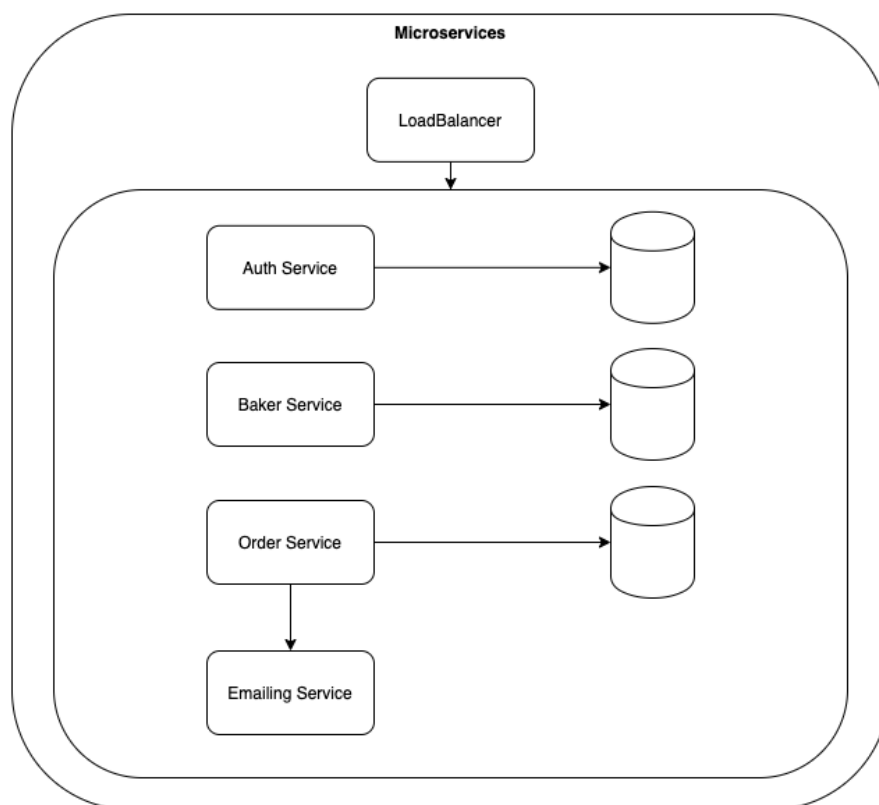 Microservices
LoadBalancer
Auth Service
Baker Service
Order Service
Emailing Service